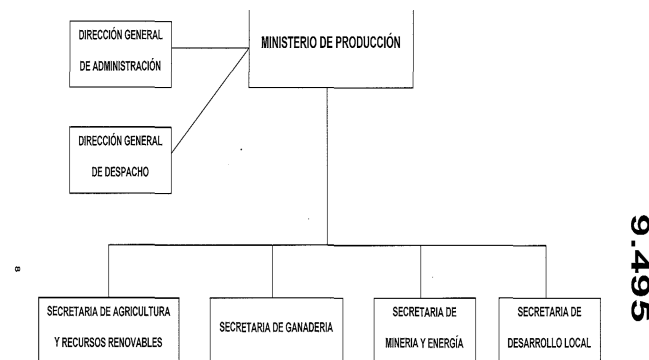 DIRECCIÓN GENERAL
DE ADMINISTRACIÓN
MINISTERIO DE PRODUCCIÓN
DIRECCIÓN GENERAL
DE DESPACHO
SECRETARIA DE AGRICULTURA
Y RECURSOS RENOVABLES
SECRETARIA DE GANADERIA
SECRETARIA DE
MINERIA Y ENERGÍA
SECRETARIA DE
DESARROLLO LOCAL
8
9.495